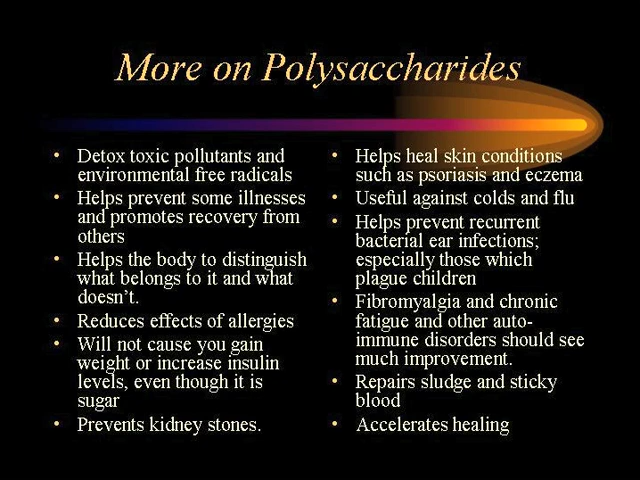 More on Polysaccharides
• Detox toxic pollutants and
environmental free radicals
• Helps prevent some illnesses
and promotes recovery from
others
• Helps the body to distinguish
what belongs to it and what
doesn't.
• Reduces effects of allergies
• Will not cause you gain
weight or increase insulin
levels, even though it is
sugar
• Prevents kidney stones.
• Helps heal skin conditions
such as psoriasis and eczema
• Useful against colds and flu
• Helps prevent recurrent
bacterial ear infections;
especially those which
plague children
• Fibromyalgia and chronic
fatigue and other auto-
immune disorders should see
much improvement.
• Repairs sludge and sticky
blood
• Accelerates healing